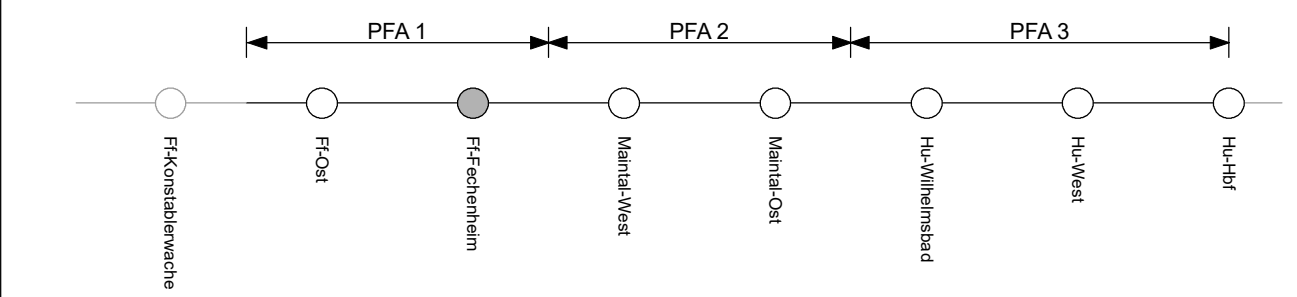 PFA 1
PFA 2
PFA 3
Ff-Konstablerwache
Ff-Ost
Ff-Fechenheim
Maintal-West
Maintal-Ost
Hu-Wilhelmsbad
Hu-West
Hu-Hbf